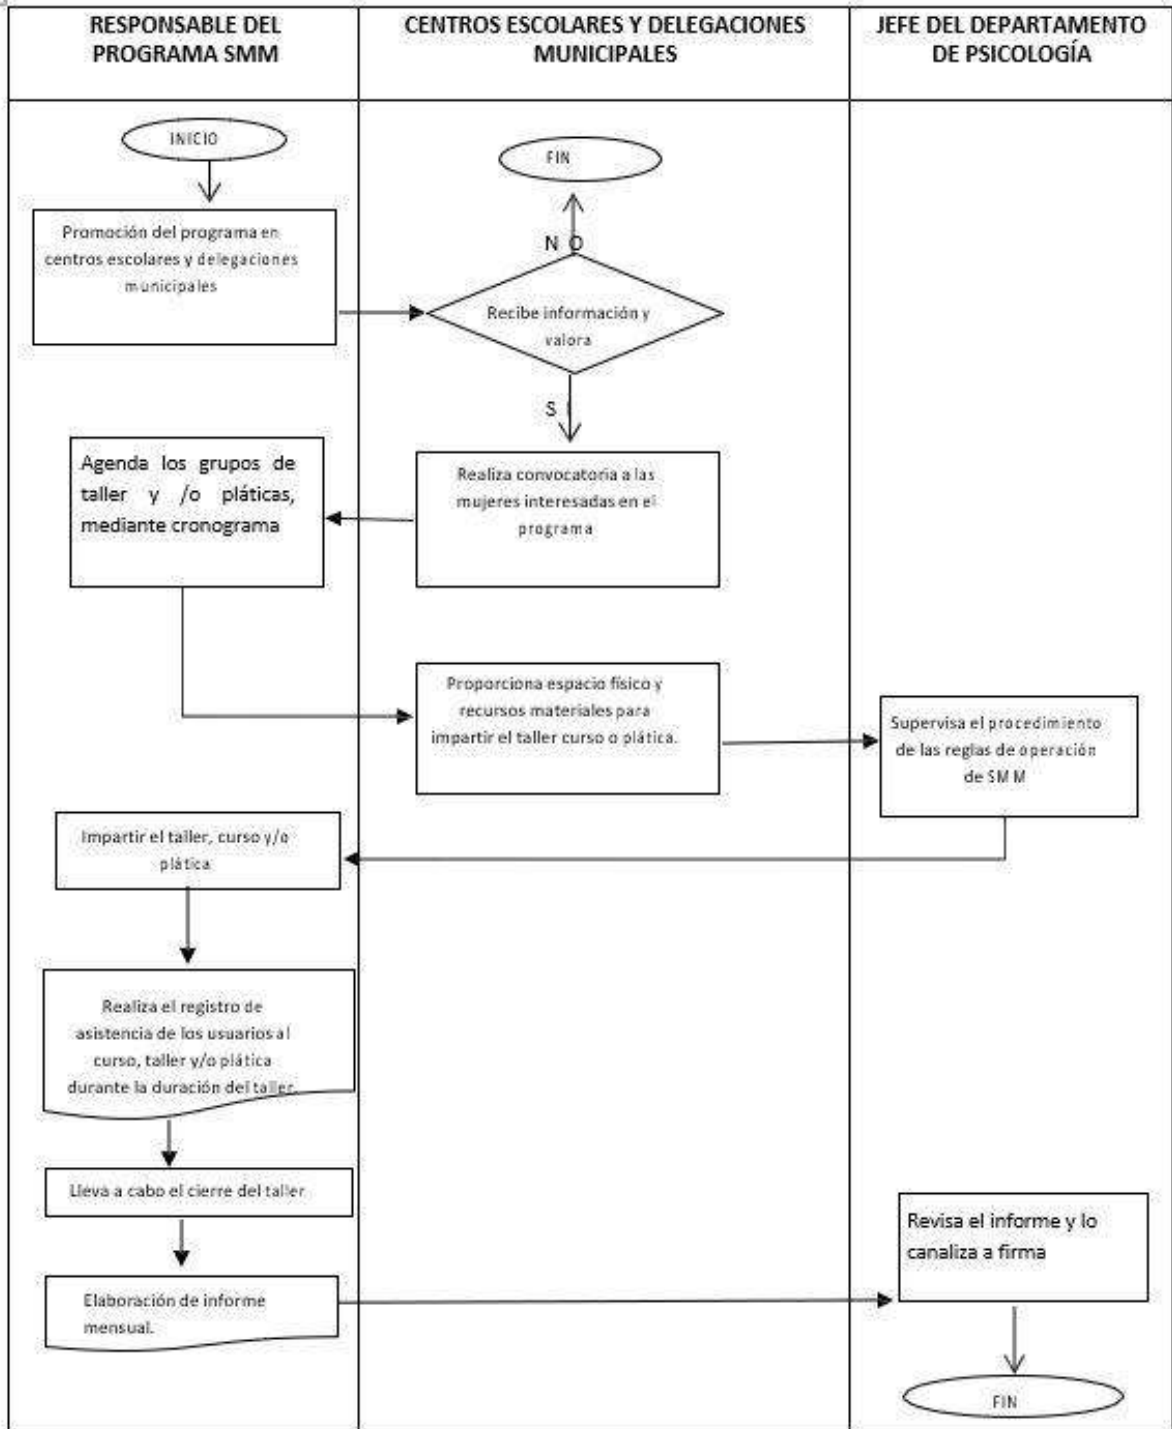 RESPONSABLE DEL
PROGRAMA SMM
CENTROS ESCOLARES Y DELEGACIONES
MUNICIPALES
JEFE DEL DEPARTAMENTO
DE PSICOLOGÍA
INICIO
FIN
Promoción del programa en
centros escolares y delegaciones
municipales
NO
Recibe información y
valora
SI
Agenda los grupos de
taller y /o pláticas,
mediante cronograma
Realiza convocatoria a las
mujeres interesadas en el
programa
Proporciona espacio físico y
recursos materiales para
impartir el taller curso o plática.
Supervisa el procedimiento
de las reglas de operación
de SMM
Impartir el taller, curso y/o
plática
Realiza el registro de
asistencia de los usuarios al
curso, taller y/o plática
durante la duración del taller.
Lleva a cabo el cierre del taller
Revisa el informe y lo
canaliza a firma
Elaboración de informe
mensual.
FIN